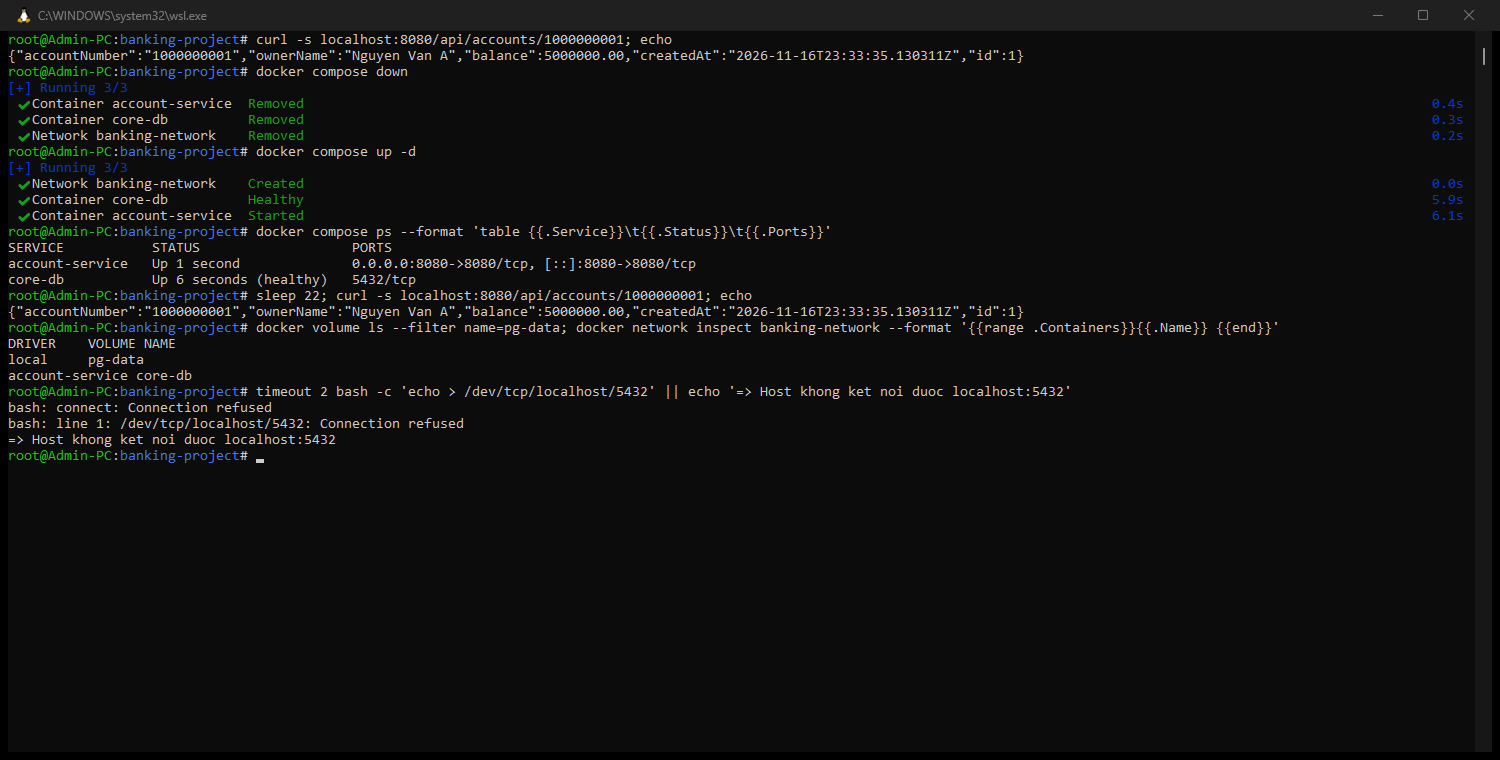 C:\WINDOWS\system32\wsl.exe
root@Admin-PC:banking-project# curl -s localhost:8080/api/accounts/1000000001; echo
{"accountNumber":"1000000001","ownerName":"Nguyen Van A","balance":5000000.00,"createdAt":"2026-11-16T23:33:35.130311Z","id":1}
root@Admin-PC:banking-project# docker compose down
[+] Running 3/3
✔Container account-service  Removed 0.4s
✔Container core-db          Removed 0.3s
✔Network banking-network    Removed 0.2s
root@Admin-PC:banking-project# docker compose up -d
[+] Running 3/3
✔Network banking-network    Created 0.0s
✔Container core-db          Healthy 5.9s
✔Container account-service  Started 6.1s
root@Admin-PC:banking-project# docker compose ps --format 'table {{.Service}}\t{{.Status}}\t{{.Ports}}'
SERVICE           STATUS                   PORTS
account-service   Up 1 second              0.0.0.0:8080->8080/tcp, [::]:8080->8080/tcp
core-db           Up 6 seconds (healthy)   5432/tcp
root@Admin-PC:banking-project# sleep 22; curl -s localhost:8080/api/accounts/1000000001; echo
{"accountNumber":"1000000001","ownerName":"Nguyen Van A","balance":5000000.00,"createdAt":"2026-11-16T23:33:35.130311Z","id":1}
root@Admin-PC:banking-project# docker volume ls --filter name=pg-data; docker network inspect banking-network --format '{{range .Containers}}{{.Name}} {{end}}'
DRIVER    VOLUME NAME
local     pg-data
account-service core-db
root@Admin-PC:banking-project# timeout 2 bash -c 'echo > /dev/tcp/localhost/5432' || echo '=> Host khong ket noi duoc localhost:5432'
bash: connect: Connection refused
bash: line 1: /dev/tcp/localhost/5432: Connection refused
=> Host khong ket noi duoc localhost:5432
root@Admin-PC:banking-project#